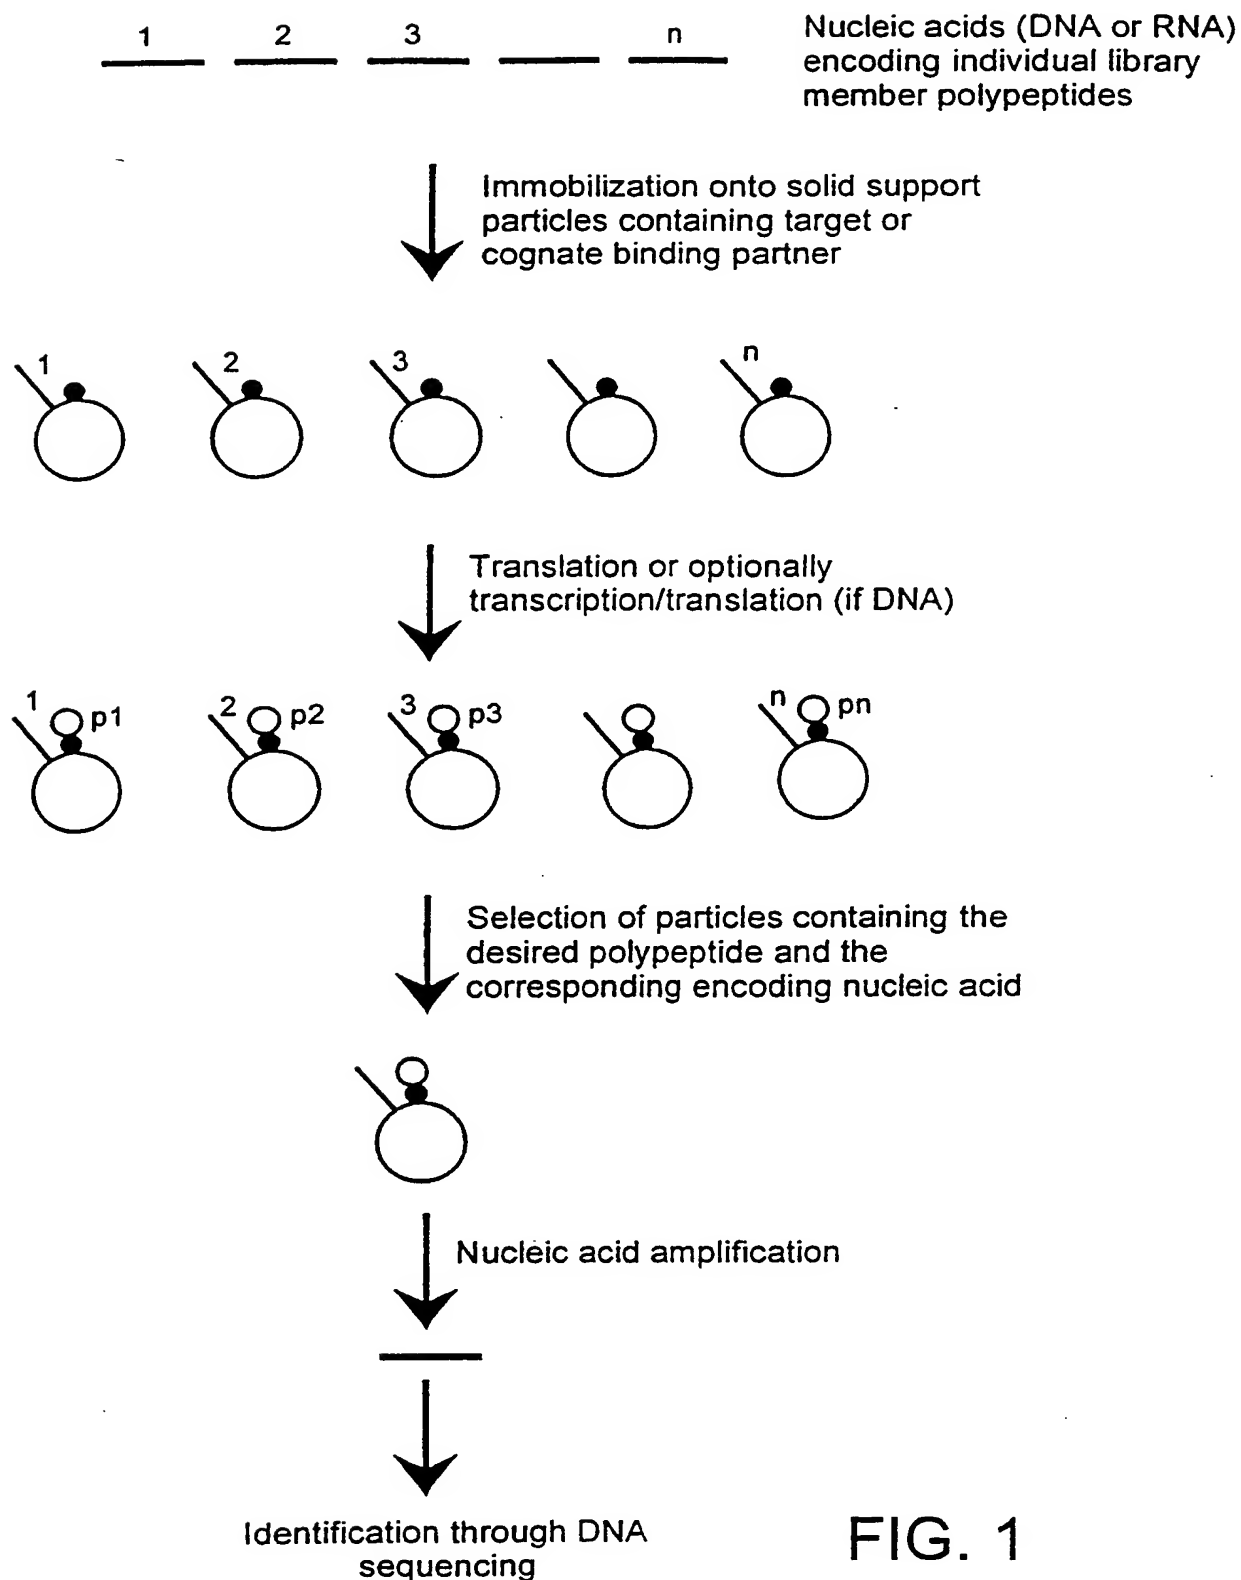 1 2 3 n
Nucleic acids (DNA or RNA)
encoding individual library
member polypeptides
Immobilization onto solid support
particles containing target or
cognate binding partner
1 2 3 n
Translation or optionally
transcription/translation (if DNA)
1 p1 2 p2 3 p3 n pn
Selection of particles containing the
desired polypeptide and the
corresponding encoding nucleic acid
Nucleic acid amplification
Identification through DNA
sequencing
FIG. 1